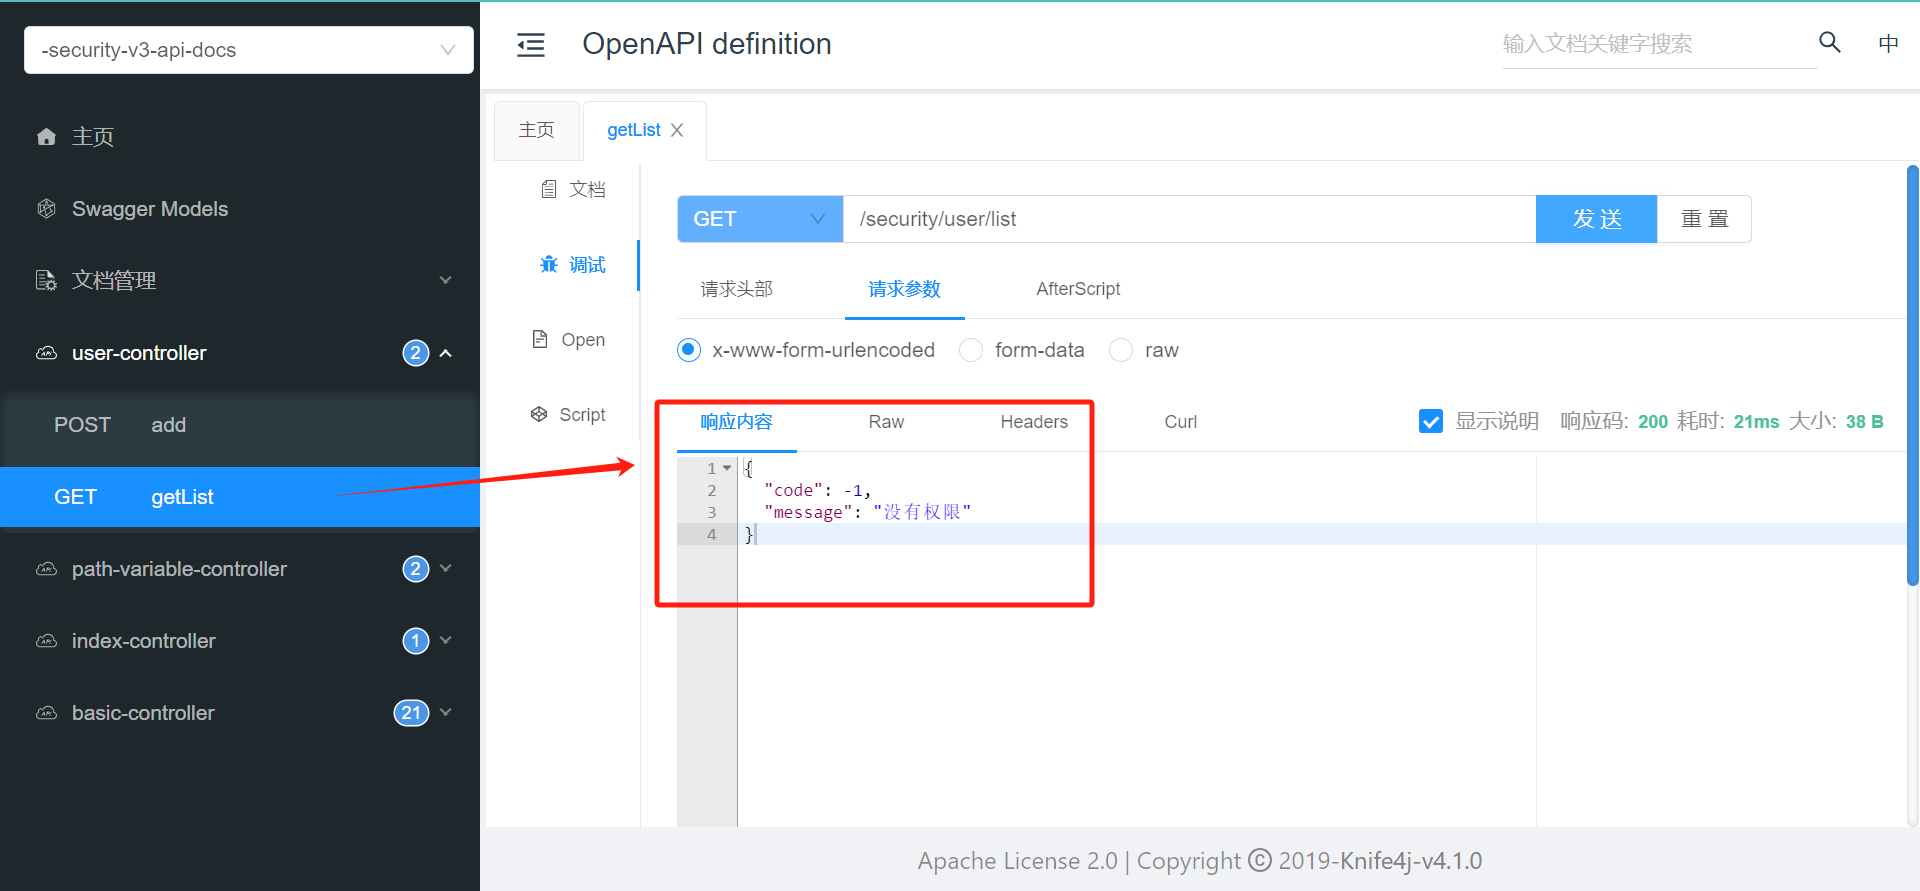 -security-v3-api-docs
主页
Swagger Models
文档管理
user-controller 2
POST add
GET getList
path-variable-controller 2
index-controller 1
basic-controller 21
OpenAPI definition
输入文档关键字搜索
中
主页 getList
文档
调试
Open
Script
GET /security/user/list 发 送 重 置
请求头部 请求参数 AfterScript
x-www-form-urlencoded form-data raw
响应内容 Raw Headers Curl 显示说明 响应码: 200 耗时: 21ms 大小: 38 B
1 {
2 "code": -1,
3 "message": "没有权限"
4 }
Apache License 2.0 | Copyright © 2019-Knife4j-v4.1.0